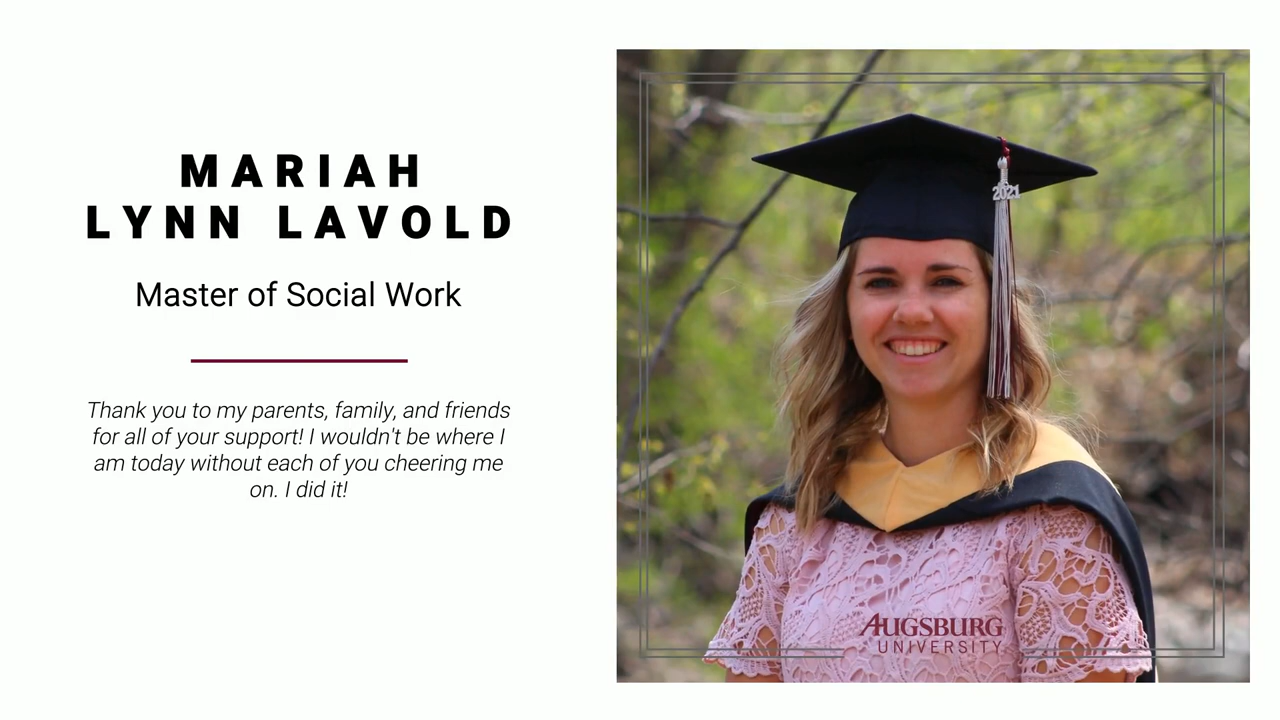 MARIAH
LYNN LAVOLD
Master of Social Work
Thank you to my parents, family, and friends
for all of your support! I wouldn't be where I
am today without each of you cheering me
on. I did it!
2021
AUGSBURG
UNIVERSITY